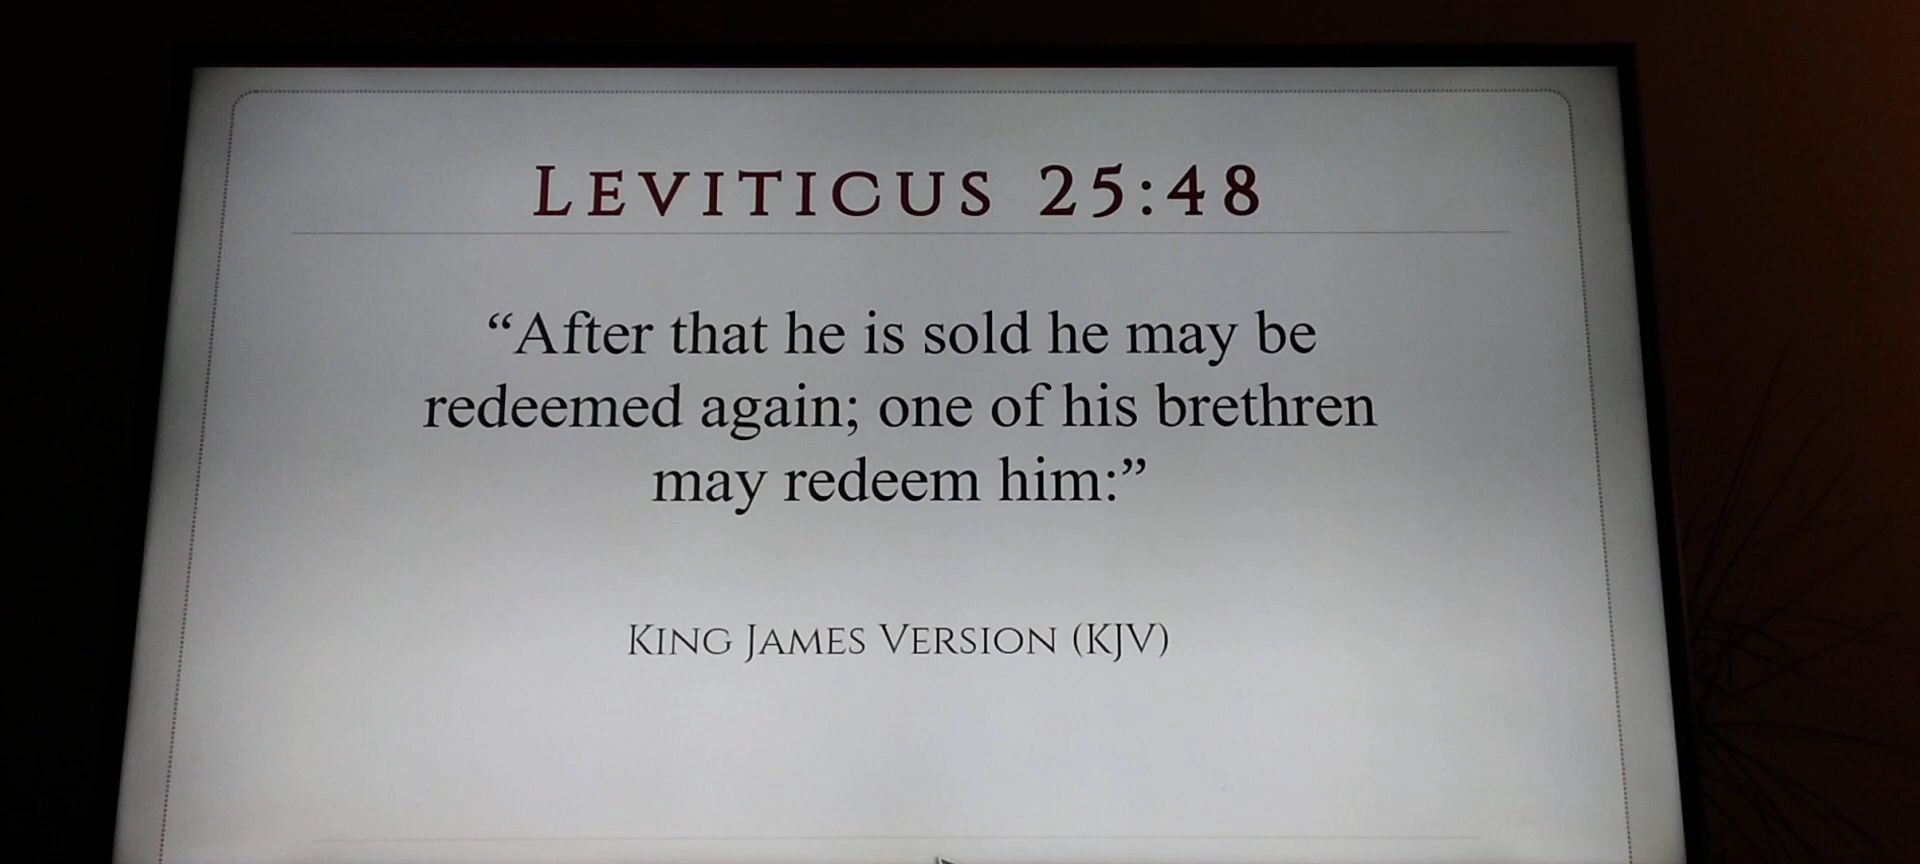 LEVITICUS 25:48
“After that he is sold he may be
redeemed again; one of his brethren
may redeem him:”
KING JAMES VERSION (KJV)